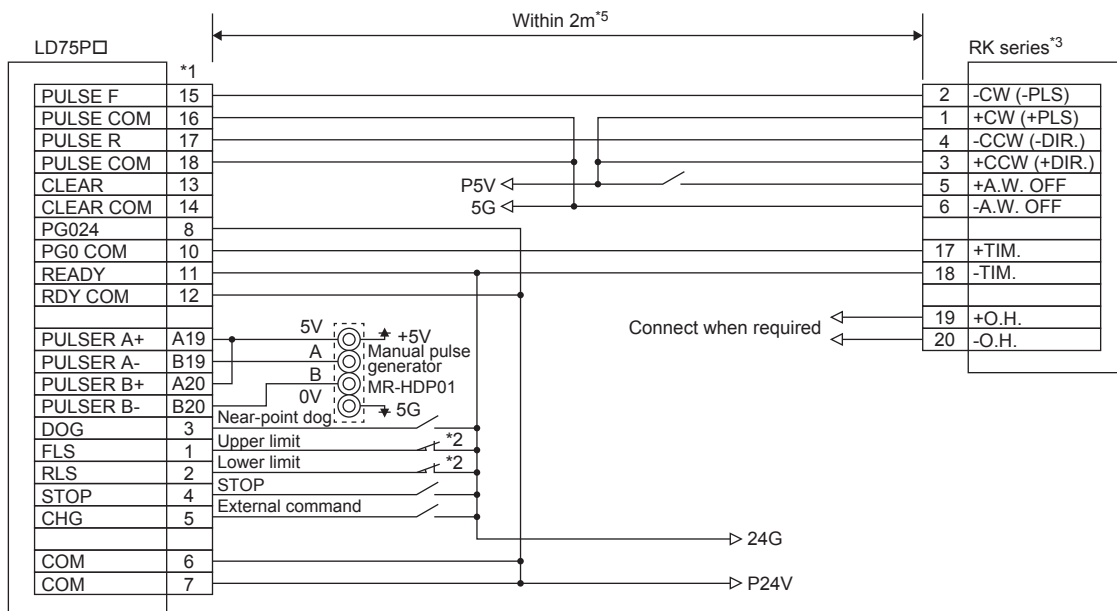 Within 2m*5
LD75P□
RK series*3
*1
PULSE F 15
PULSE COM 16
PULSE R 17
PULSE COM 18
CLEAR 13
CLEAR COM 14
PG024 8
PG0 COM 10
READY 11
RDY COM 12
PULSER A+ A19
PULSER A- B19
PULSER B+ A20
PULSER B- B20
DOG 3
FLS 1
RLS 2
STOP 4
CHG 5
COM 6
COM 7
2 -CW (-PLS)
1 +CW (+PLS)
4 -CCW (-DIR.)
3 +CCW (+DIR.)
5 +A.W. OFF
6 -A.W. OFF
17 +TIM.
18 -TIM.
19 +O.H.
20 -O.H.
P5V
5G
Connect when required
5V
A
B
0V
+5V
Manual pulse
generator
MR-HDP01
5G
Near-point dog
Upper limit *2
Lower limit *2
STOP
External command
24G
P24V